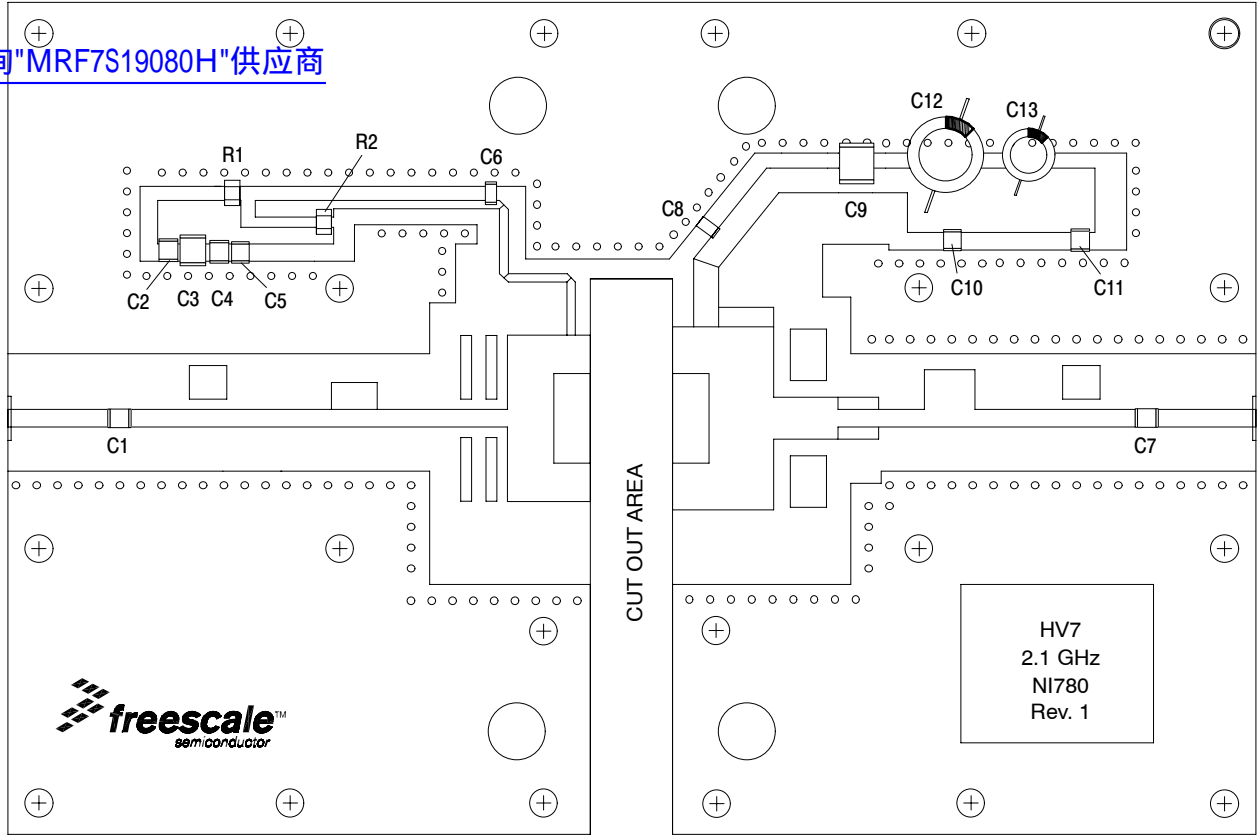 询"MRF7S19080H"供应商
C12
C13
R1
R2
C6
C8
C9
C2
C3
C4
C5
C10
C11
C1
C7
CUT OUT AREA
HV7
2.1 GHz
NI780
Rev. 1
freescale™
semiconductor